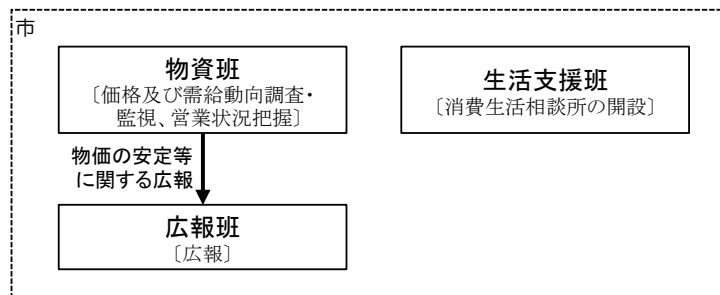 市
物資班
〔価格及び需給動向調査・
監視、営業状況把握〕
生活支援班
〔消費生活相談所の開設〕
物価の安定等
に関する広報
広報班
〔広報〕